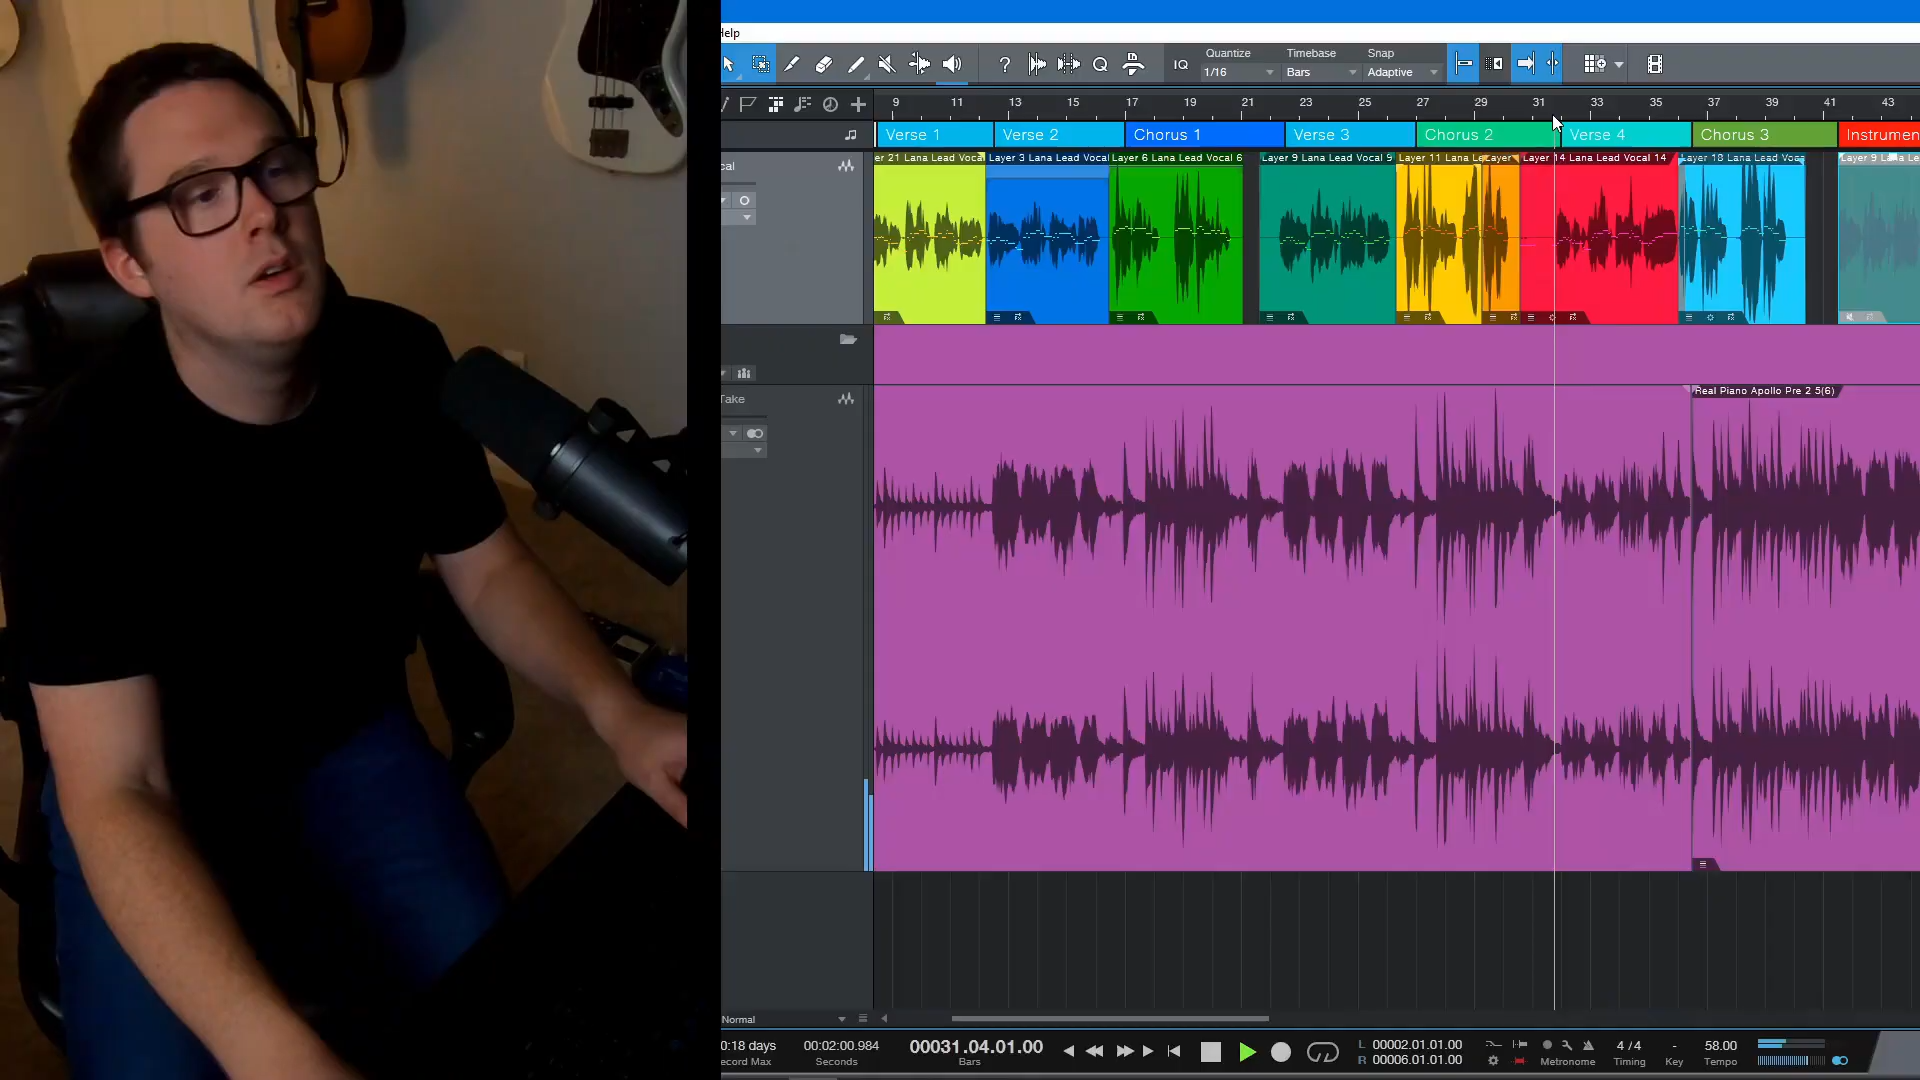 Help
Quantize Timebase Snap
IQ 1/16 Bars Adaptive
9 11 13 15 17 19 21 23 25 27 29 31 33 35 37 39 41 43
Verse 1 Verse 2 Chorus 1 Verse 3 Chorus 2 Verse 4 Chorus 3 Instrumen
er 21 Lana Lead Vocal Layer 3 Lana Lead Vocal Layer 6 Lana Lead Vocal 6 Layer 9 Lana Lead Vocal 9 Layer 11 Lana Le Layer Layer 14 Lana Lead Vocal 14 Layer 18 Lana Lead Voca Layer 9 Lana Le
cal
Take
Real Piano Apollo Pre 2 5(6)
Normal
0:18 days 00:02:00.984 00031.04.01.00 L 00002.01.01.00 4 / 4 - 58.00
ecord Max Seconds Bars R 00006.01.01.00 Metronome Timing Key Tempo